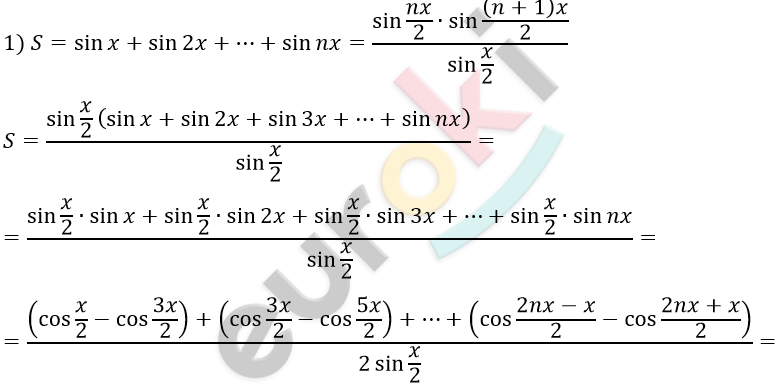 1) S = sin x + sin 2x + ⋯ + sin nx = (sin nx/2 · sin (n + 1)x/2) / (sin x/2)
S = (sin x/2 (sin x + sin 2x + sin 3x + ⋯ + sin nx)) / (sin x/2) =
= (sin x/2 · sin x + sin x/2 · sin 2x + sin x/2 · sin 3x + ⋯ + sin x/2 · sin nx) / (sin x/2) =
= ((cos x/2 − cos 3x/2) + (cos 3x/2 − cos 5x/2) + ⋯ + (cos (2nx − x)/2 − cos (2nx + x)/2)) / (2 sin x/2) =
euroki